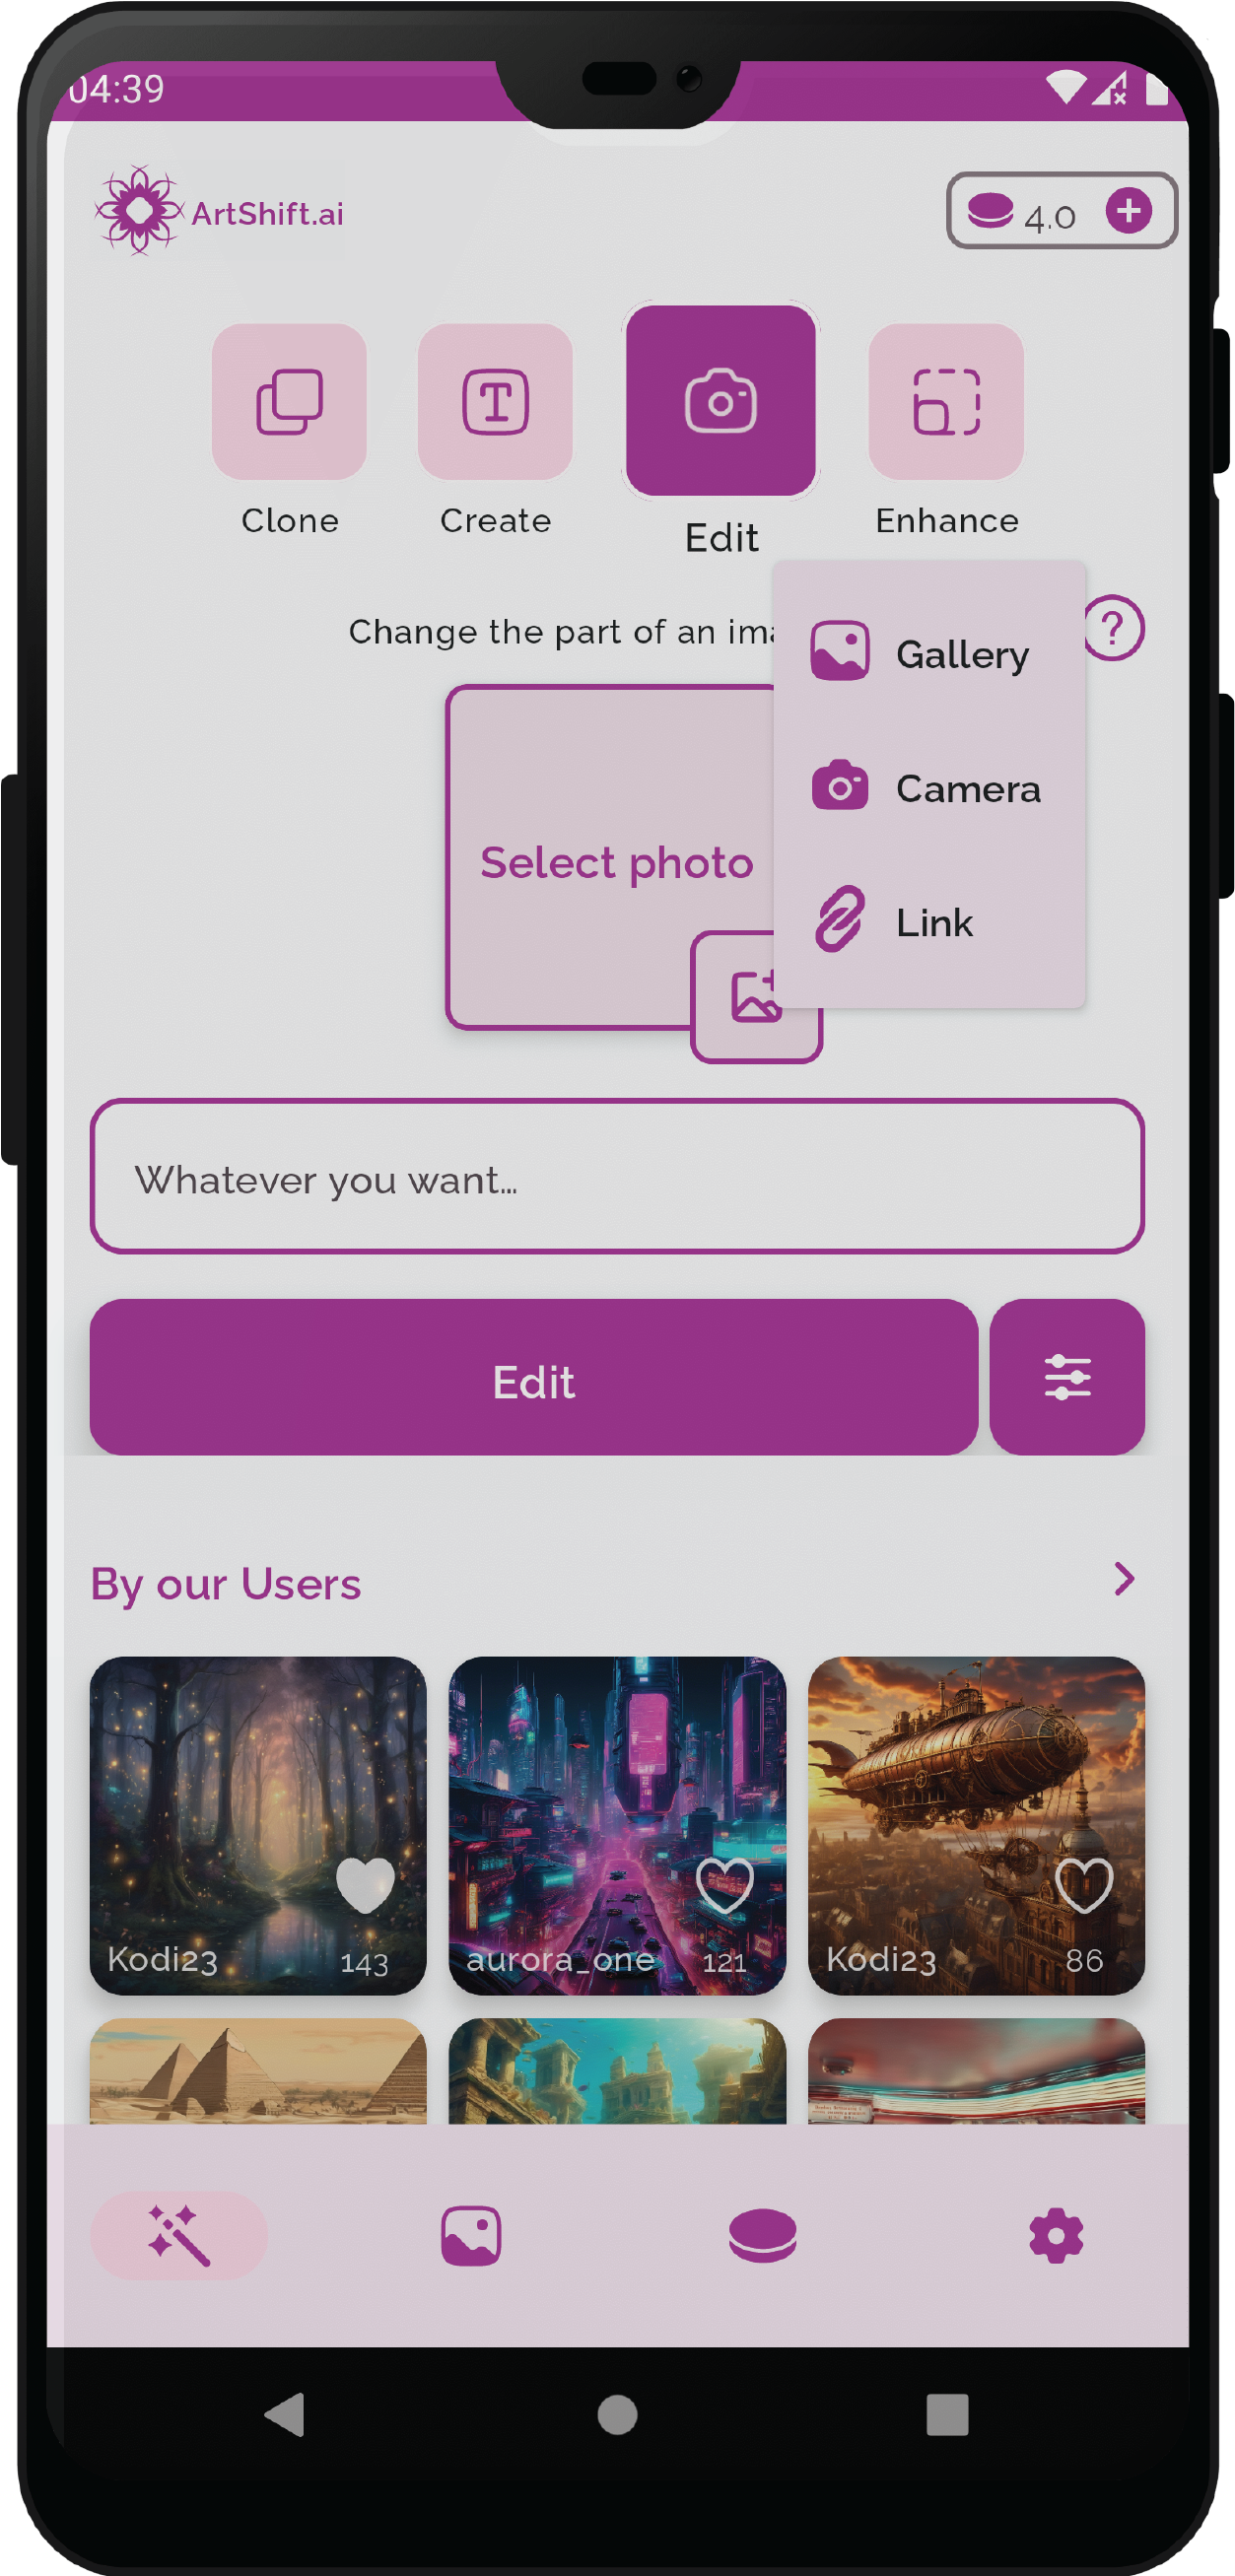 04:39
ArtShift.ai
4.0
Clone
Create
Edit
Enhance
Change the part of an ima
?
Gallery
Camera
Link
Select photo
Whatever you want...
Edit
By our Users
Kodi23 143
aurora_one 121
Kodi23 86